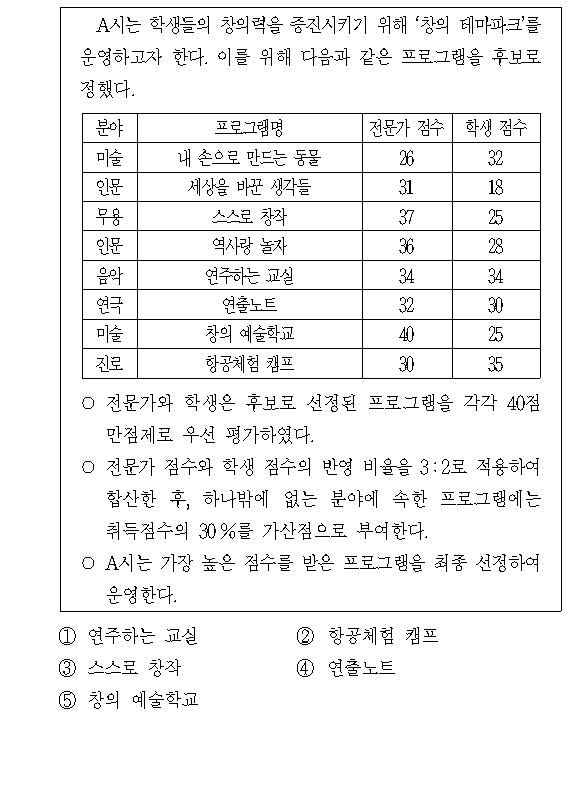 A시는 학생들의 창의력을 증진시키기 위해 ‘창의 테마파크’를
운영하고자 한다. 이를 위해 다음과 같은 프로그램을 후보로
정했다.
분야 프로그램명 전문가 점수 학생 점수
미술 내 손으로 만드는 동물 26 32
인문 세상을 바꾼 생각들 31 18
무용 스스로 창작 37 25
인문 역사랑 놀자 36 28
음악 연주하는 교실 34 34
연극 연출노트 32 30
미술 창의 예술학교 40 25
진로 항공체험 캠프 30 35
○ 전문가와 학생은 후보로 선정된 프로그램을 각각 40점
만점제로 우선 평가하였다.
○ 전문가 점수와 학생 점수의 반영 비율을 3:2로 적용하여
합산한 후, 하나밖에 없는 분야에 속한 프로그램에는
취득점수의 30%를 가산점으로 부여한다.
○ A시는 가장 높은 점수를 받은 프로그램을 최종 선정하여
운영한다.
① 연주하는 교실 ② 항공체험 캠프
③ 스스로 창작 ④ 연출노트
⑤ 창의 예술학교